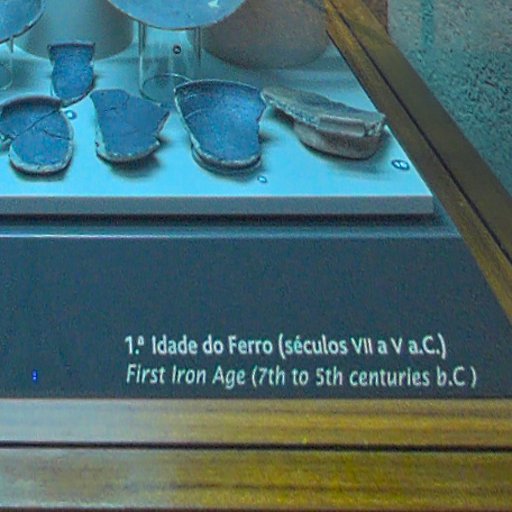 1.ª Idade do Ferro (séculos VII a V a.C.)
First Iron Age (7th to 5th centuries b.C )